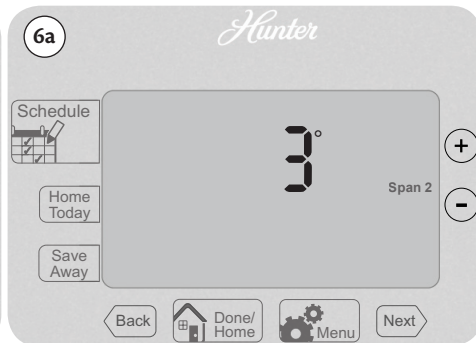 6a
Hunter
Schedule
3°
+
Span 2
Home
Today
-
Save
Away
Back
Done/
Home
Menu
Next